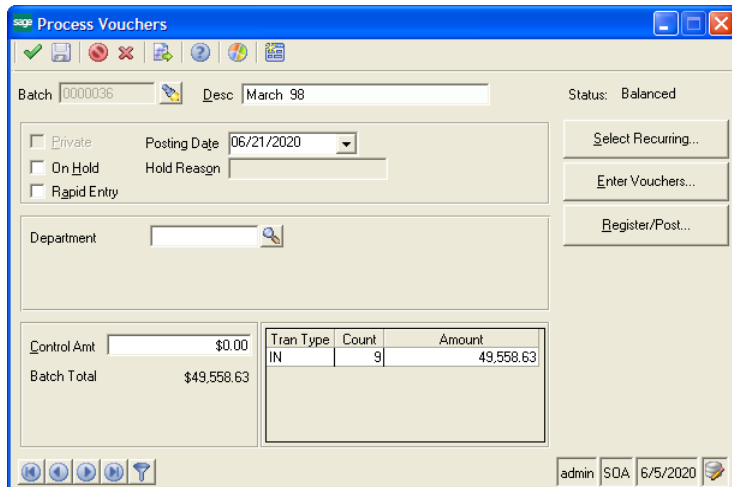 sage Process Vouchers
Batch 0000036 Desc March 98 Status: Balanced
Private Posting Date 06/21/2020 Select Recurring...
On Hold Hold Reason Enter Vouchers...
Rapid Entry
Department Register/Post...
Control Amt $0.00 Tran Type Count Amount
IN 9 49,558.63
Batch Total $49,558.63
admin SOA 6/5/2020